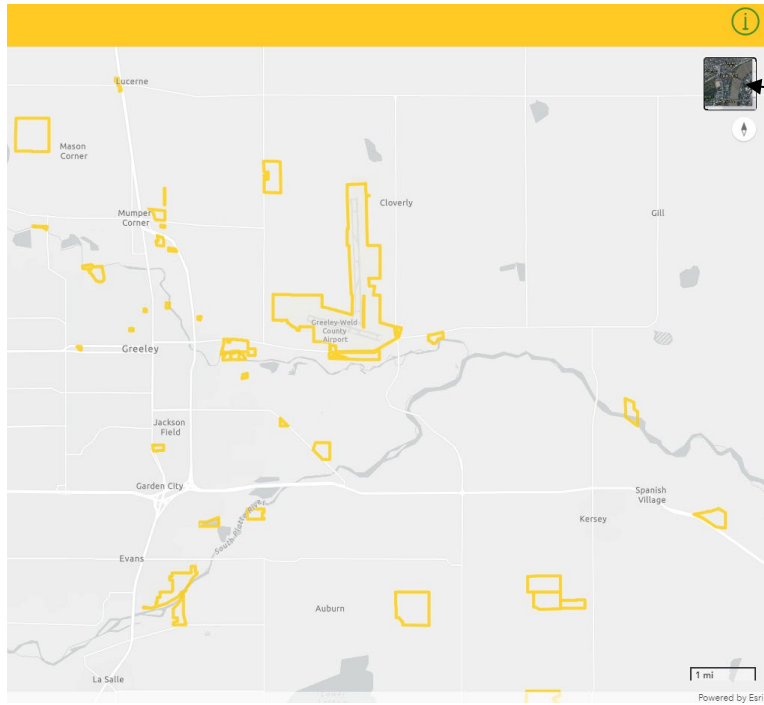 i
Lucerne
Mason
Corner
Cloverly
Mumper
Corner
Gill
Greeley-Weld
County
Airport
Greeley
Jackson
Field
Garden City
Spanish
Village
Kersey
South Platte River
Evans
Auburn
La Salle
1 mi
Lower
Powered by Esri